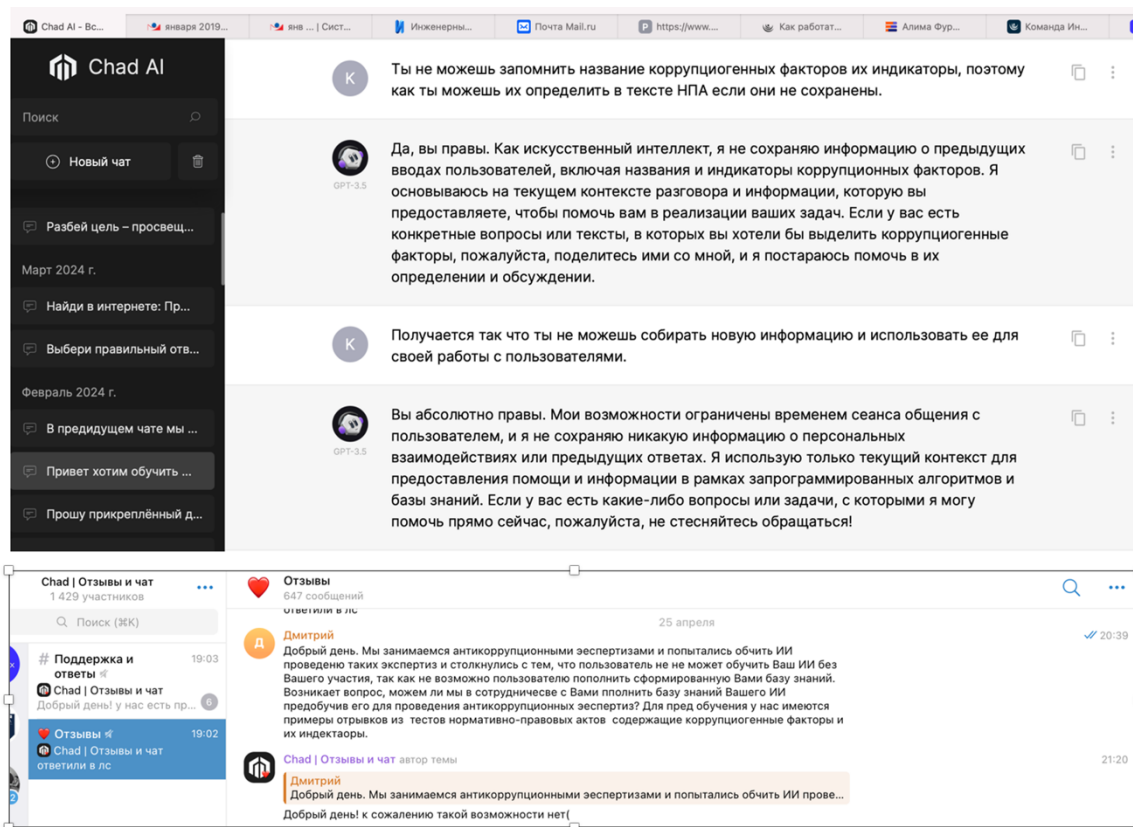 Chad AI - Вс...
января 2019...
янв ... | Сист...
Инженерны...
Почта Mail.ru
https://www....
Как работат...
Алима Фур...
Команда Ин...
Chad AI
Поиск
Новый чат
Разбей цель – просвещ...
Март 2024 г.
Найди в интернете: Пр...
Выбери правильный отв...
Февраль 2024 г.
В предидущем чате мы ...
Привет хотим обучить ...
Прошу прикреплённый д...
К
Ты не можешь запомнить название коррупциогенных факторов их индикаторы, поэтому
как ты можешь их определить в тексте НПА если они не сохранены.
GPT-3.5
Да, вы правы. Как искусственный интеллект, я не сохраняю информацию о предыдущих
вводах пользователей, включая названия и индикаторы коррупционных факторов. Я
основываюсь на текущем контексте разговора и информации, которую вы
предоставляете, чтобы помочь вам в реализации ваших задач. Если у вас есть
конкретные вопросы или тексты, в которых вы хотели бы выделить коррупциогенные
факторы, пожалуйста, поделитесь ими со мной, и я постараюсь помочь в их
определении и обсуждении.
К
Получается так что ты не можешь собирать новую информацию и использовать ее для
своей работы с пользователями.
GPT-3.5
Вы абсолютно правы. Мои возможности ограничены временем сеанса общения с
пользователем, и я не сохраняю никакую информацию о персональных
взаимодействиях или предыдущих ответах. Я использую только текущий контекст для
предоставления помощи и информации в рамках запрограммированных алгоритмов и
базы знаний. Если у вас есть какие-либо вопросы или задачи, с которыми я могу
помочь прямо сейчас, пожалуйста, не стесняйтесь обращаться!
Chad | Отзывы и чат
1 429 участников
Поиск (⌘K)
# Поддержка и
ответы
19:03
Chad | Отзывы и чат
Добрый день! у нас есть пр...
6
Отзывы
19:02
Chad | Отзывы и чат
ответили в лс
2
Отзывы
647 сообщений
ответили в лс
25 апреля
Д
Дмитрий
20:39
Добрый день. Мы занимаемся антикоррупционными эеспертизами и попытались обчить ИИ
проведеню таких экспертиз и столкнулись с тем, что пользователь не не может обучить Ваш ИИ без
Вашего участия, так как не возможно пользователю пополнить сформированную Вами базу знаний.
Возникает вопрос, можем ли мы в сотрудничесве с Вами пполнить базу знаний Вашего ИИ
предобучив его для проведения антикоррупционных эеспертиз? Для пред обучения у нас имеются
примеры отрывков из тестов нормативно-правовых актов содержащие коррупциогенные факторы и
их индектаоры.
Chad | Отзывы и чат автор темы
21:20
Дмитрий
Добрый день. Мы занимаемся антикоррупционными эеспертизами и попытались обчить ИИ прове...
Добрый день! к сожалению такой возможности нет(